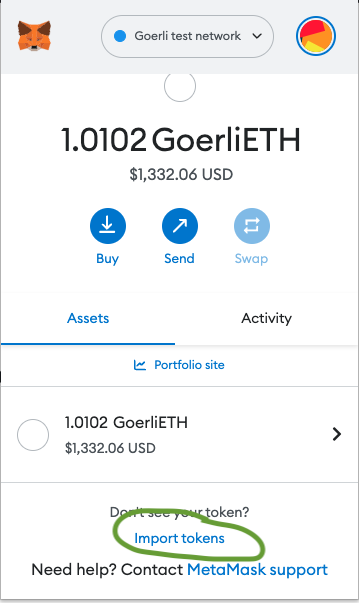 Goerli test network
1.0102 GoerliETH
$1,332.06 USD
Buy Send Swap
Assets Activity
Portfolio site
1.0102 GoerliETH
$1,332.06 USD
Don't see your token?
Import tokens
Need help? Contact MetaMask support